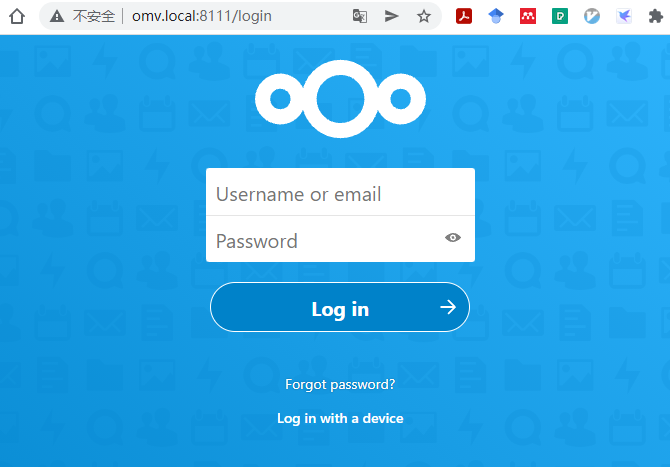 不安全 omv.local:8111/login
Username or email
Password
Log in
Forgot password?
Log in with a device